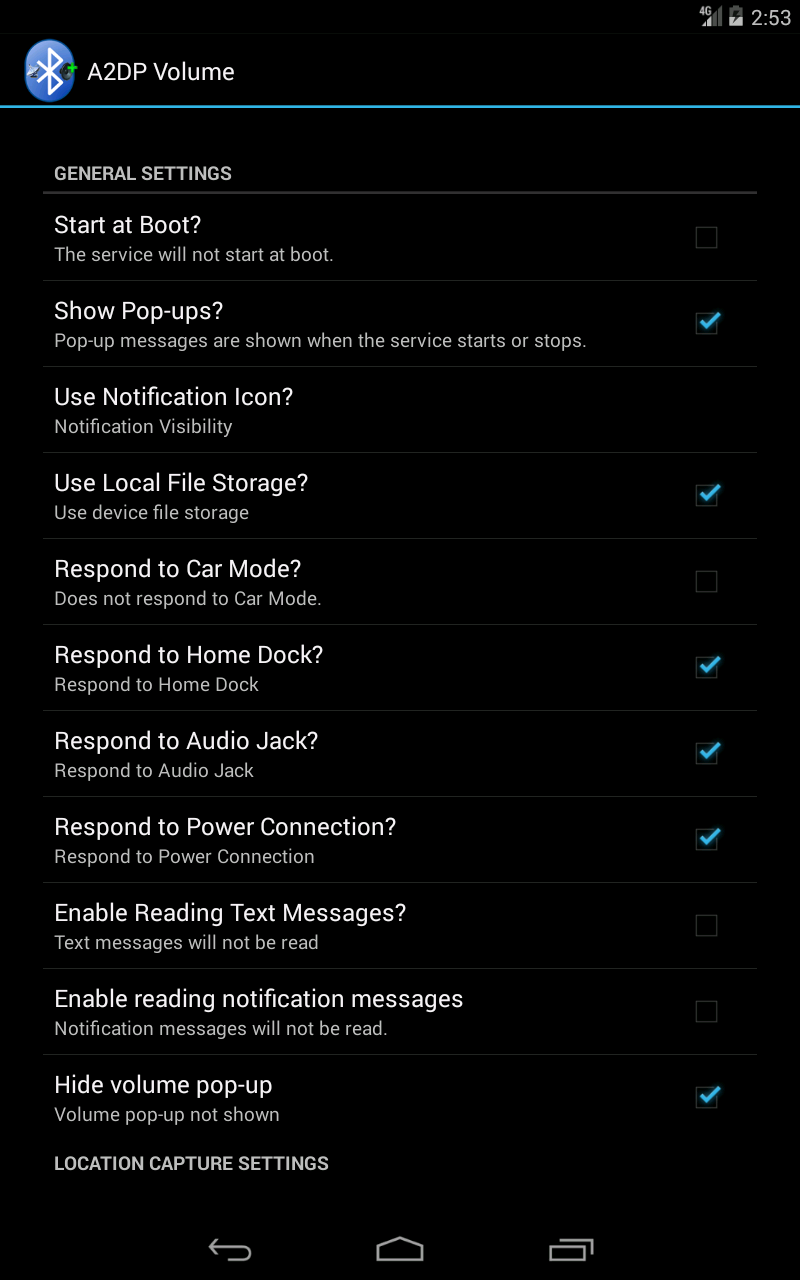 4G 2:53
A2DP Volume
GENERAL SETTINGS
Start at Boot?
The service will not start at boot.
Show Pop-ups?
Pop-up messages are shown when the service starts or stops.
Use Notification Icon?
Notification Visibility
Use Local File Storage?
Use device file storage
Respond to Car Mode?
Does not respond to Car Mode.
Respond to Home Dock?
Respond to Home Dock
Respond to Audio Jack?
Respond to Audio Jack
Respond to Power Connection?
Respond to Power Connection
Enable Reading Text Messages?
Text messages will not be read
Enable reading notification messages
Notification messages will not be read.
Hide volume pop-up
Volume pop-up not shown
LOCATION CAPTURE SETTINGS